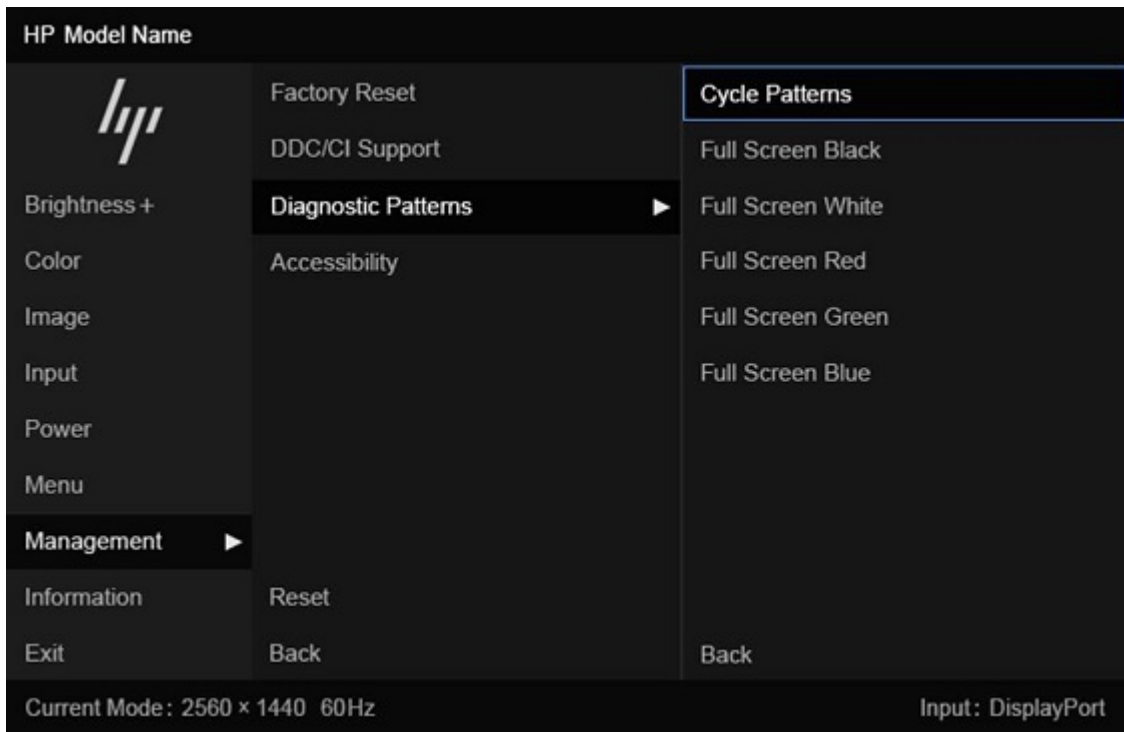 HP Model Name
hp
Brightness +
Color
Image
Input
Power
Menu
Management ▶
Information
Exit
Factory Reset
DDC/CI Support
Diagnostic Patterns ▶
Accessibility
Reset
Back
Cycle Patterns
Full Screen Black
Full Screen White
Full Screen Red
Full Screen Green
Full Screen Blue
Back
Current Mode: 2560 × 1440 60Hz
Input: DisplayPort